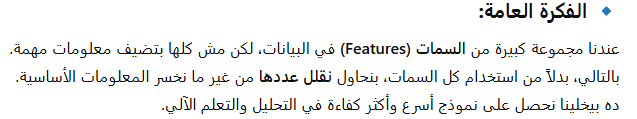 الفكرة العامة:
عندنا مجموعة كبيرة من السمات (Features) في البيانات، لكن مش كلها بتضيف معلومات مهمة.
بالتالي، بدلاً من استخدام كل السمات، بنحاول نقلل عددها من غير ما نخسر المعلومات الأساسية.
ده بيخلينا نحصل على نموذج أسرع وأكثر كفاءة في التحليل والتعلم الآلي.